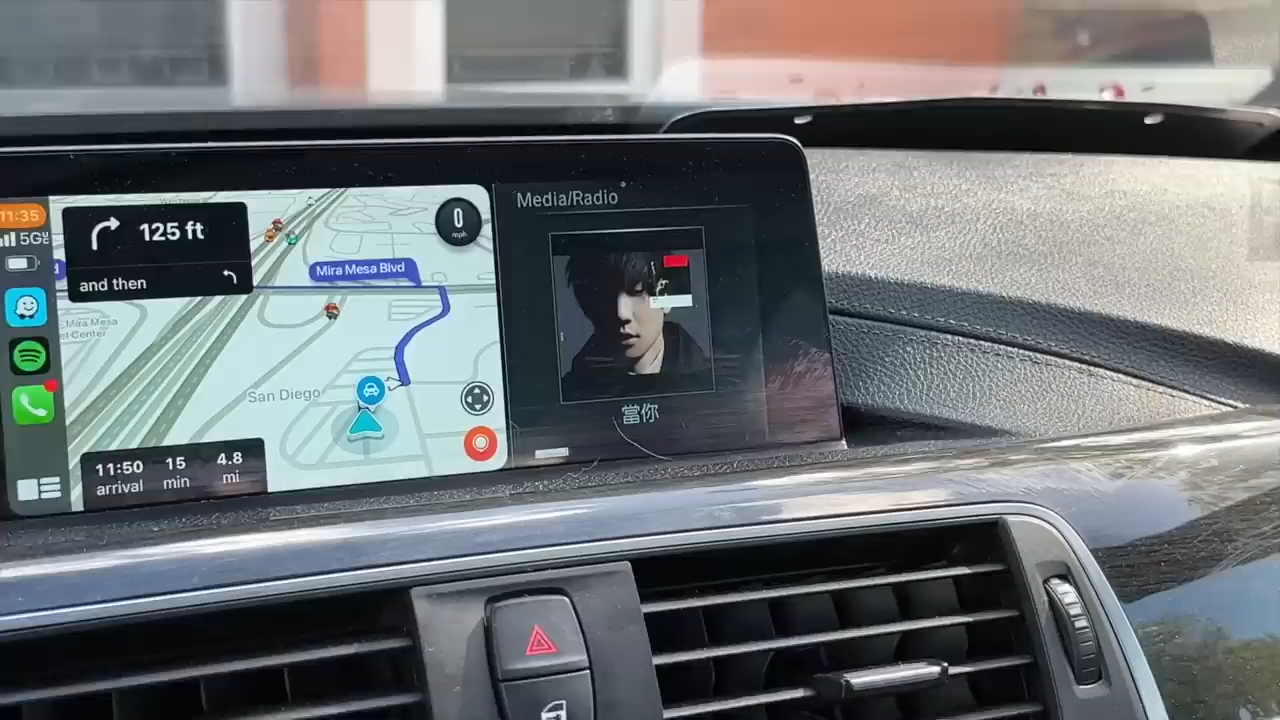 11:35
5G
125 ft
and then
0
mph
Mira Mesa Blvd
Mira Mesa
et Center
San Diego
11:50 15 4.8
arrival min mi
Media/Radio
當你